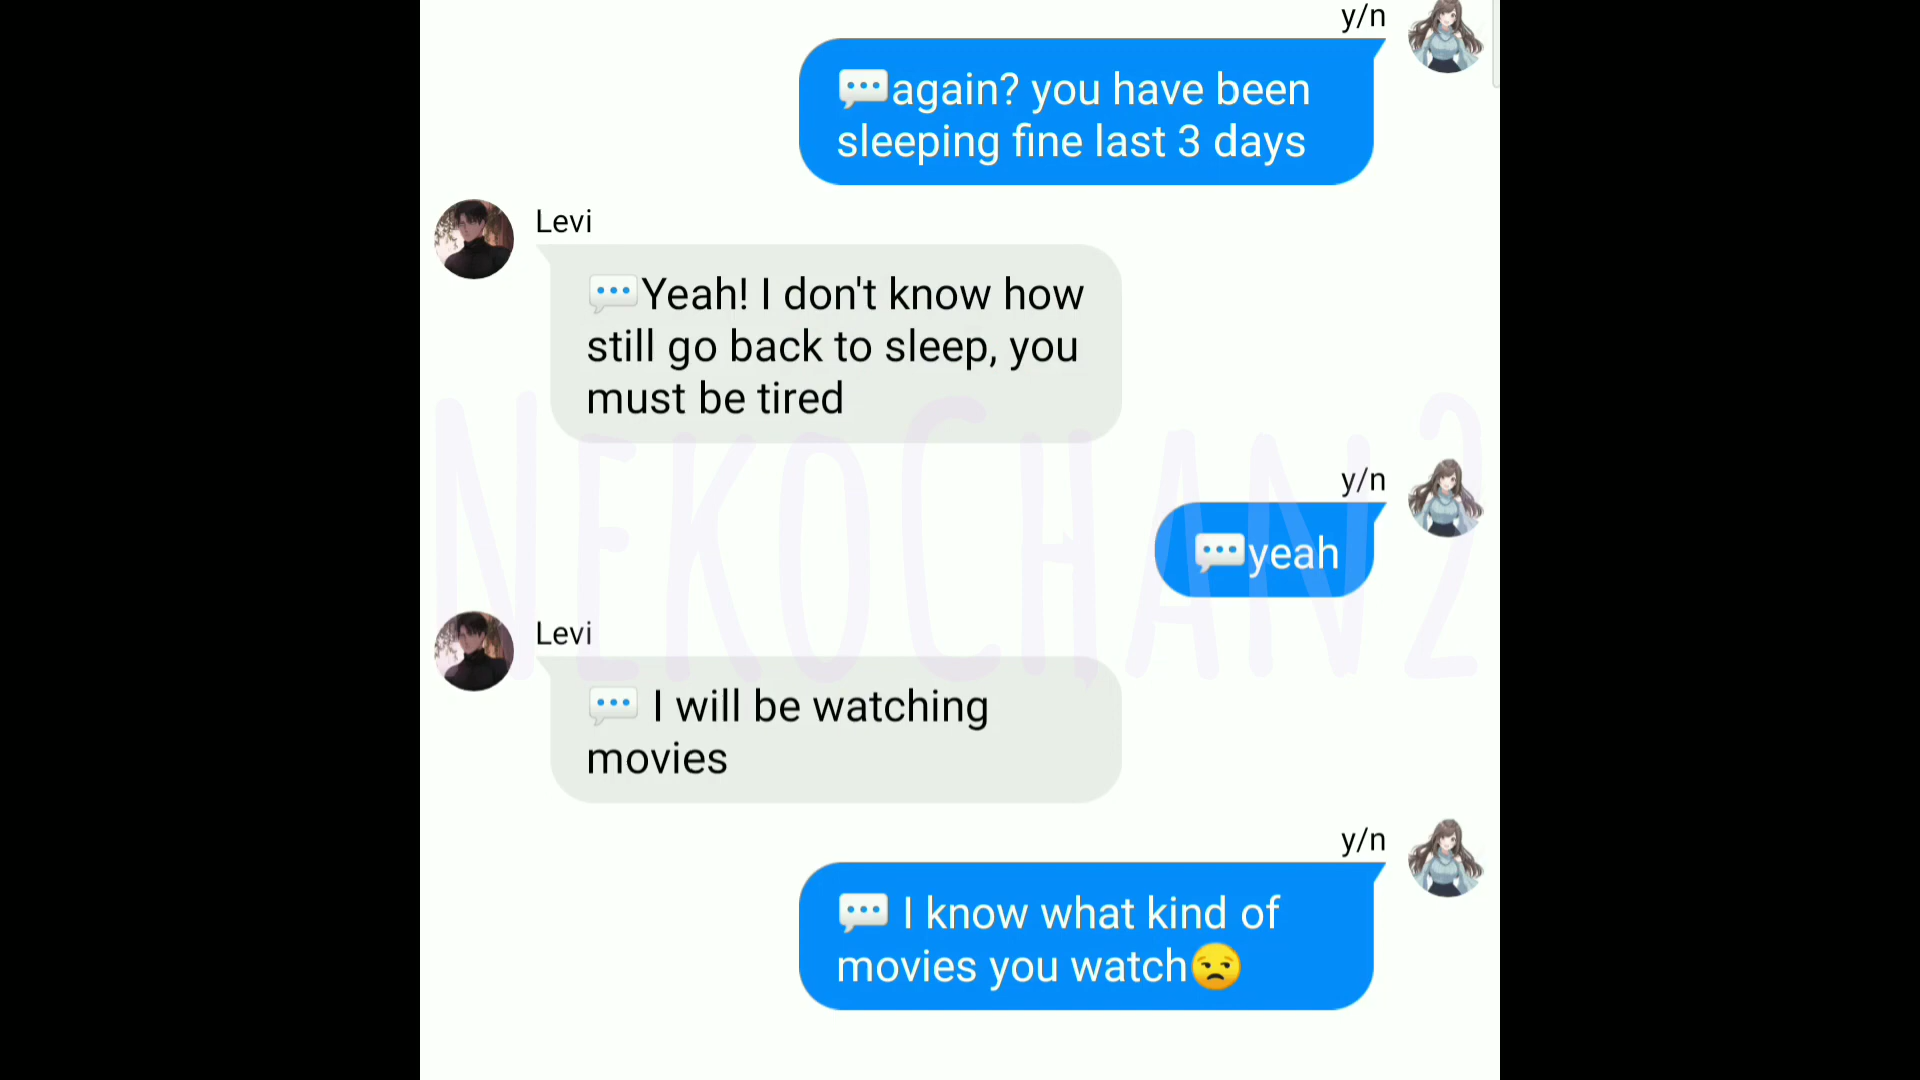 y/n
💬again? you have been
sleeping fine last 3 days
Levi
💬Yeah! I don't know how
still go back to sleep, you
must be tired
y/n
💬yeah
Levi
💬 I will be watching
movies
y/n
💬 I know what kind of
movies you watch😒
NEKOCHAN2